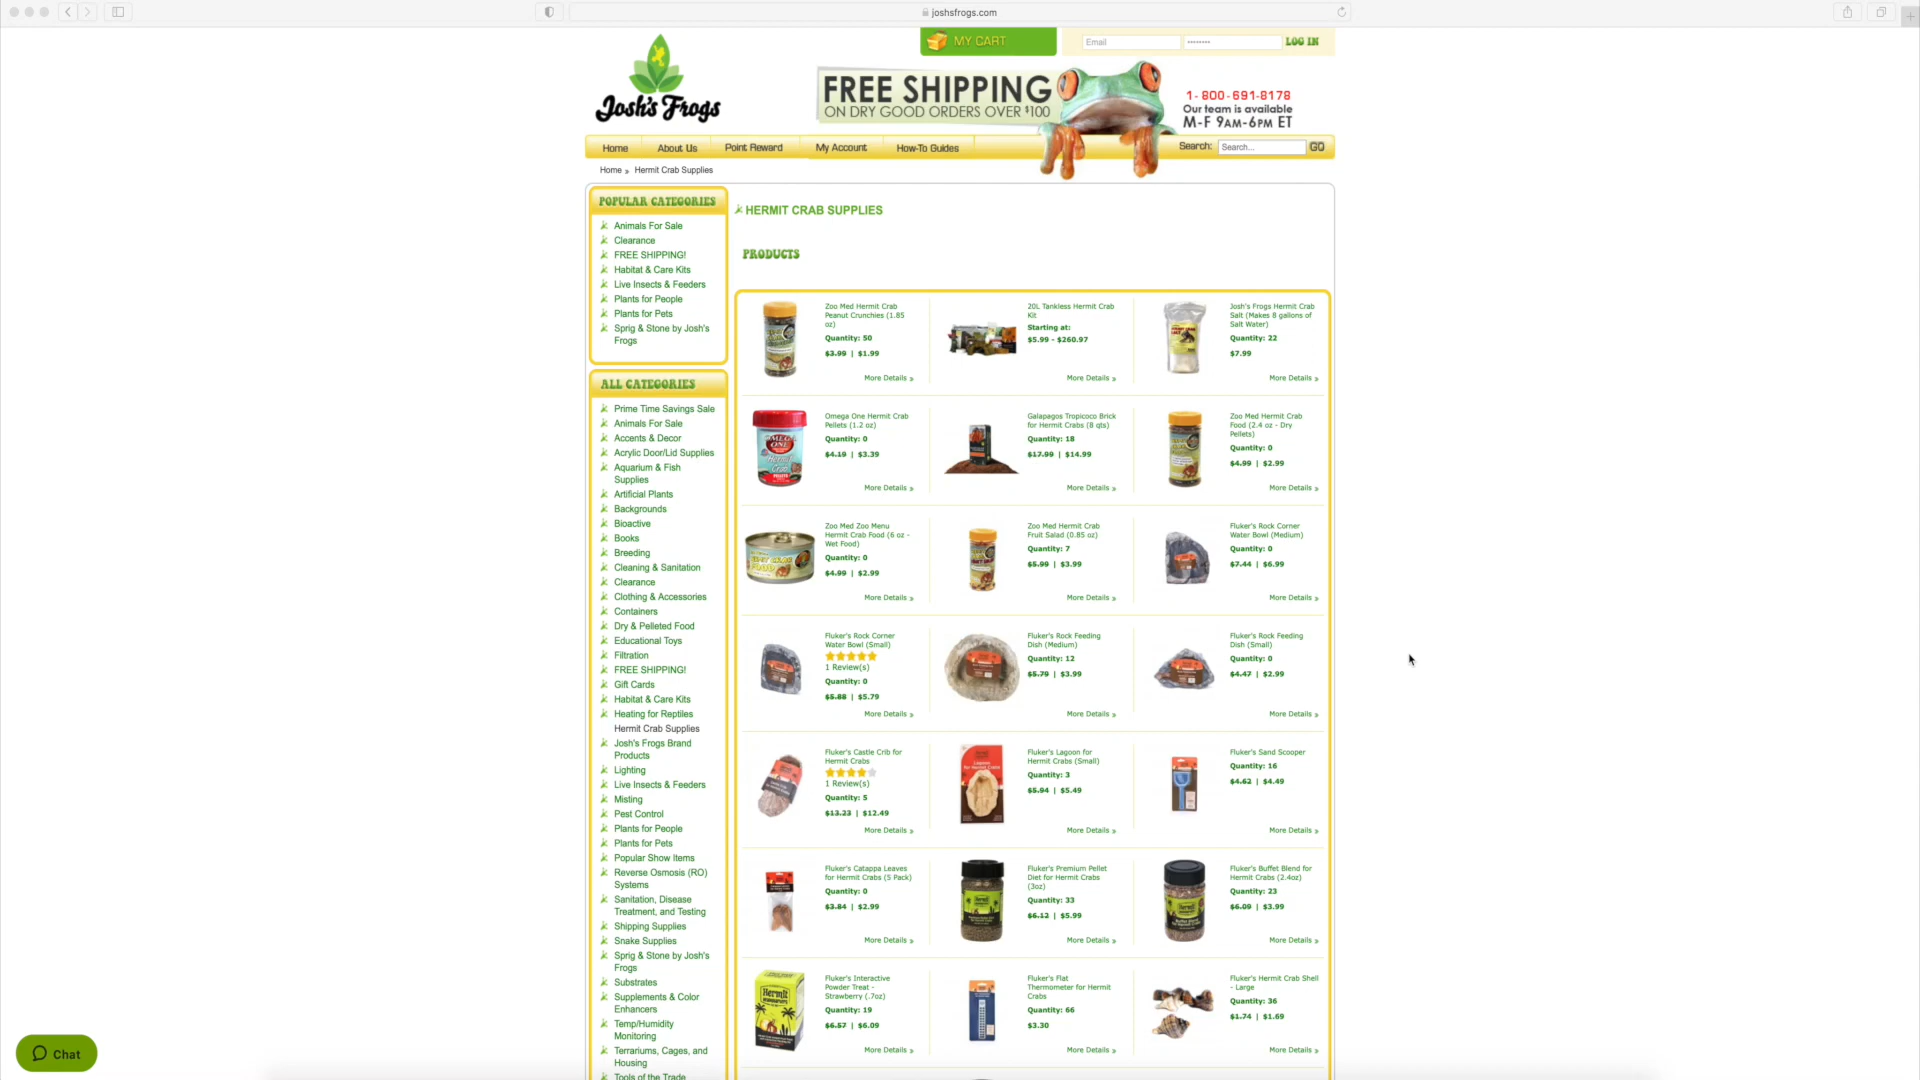 joshsfrogs.com
MY CART
Email
••••••••
LOG IN
Josh's Frogs
FREE SHIPPING
ON DRY GOOD ORDERS OVER $100
1-800-691-8178
Our team is available
M-F 9AM-6PM ET
Home
About Us
Point Reward
My Account
How-To Guides
Search:
Search...
GO
Home » Hermit Crab Supplies
POPULAR CATEGORIES
Animals For Sale
Clearance
FREE SHIPPING!
Habitat & Care Kits
Live Insects & Feeders
Plants for People
Plants for Pets
Sprig & Stone by Josh's
Frogs
ALL CATEGORIES
Prime Time Savings Sale
Animals For Sale
Accents & Decor
Acrylic Door/Lid Supplies
Aquarium & Fish
Supplies
Artificial Plants
Backgrounds
Bioactive
Books
Breeding
Cleaning & Sanitation
Clearance
Clothing & Accessories
Containers
Dry & Pelleted Food
Educational Toys
Filtration
FREE SHIPPING!
Gift Cards
Habitat & Care Kits
Heating for Reptiles
Hermit Crab Supplies
Josh's Frogs Brand
Products
Lighting
Live Insects & Feeders
Misting
Pest Control
Plants for People
Plants for Pets
Popular Show Items
Reverse Osmosis (RO)
Systems
Sanitation, Disease
Treatment, and Testing
Shipping Supplies
Snake Supplies
Sprig & Stone by Josh's
Frogs
Substrates
Supplements & Color
Enhancers
Temp/Humidity
Monitoring
Terrariums, Cages, and
Housing
Tools of the Trade
HERMIT CRAB SUPPLIES
PRODUCTS
Zoo Med Hermit Crab
Peanut Crunchies (1.85
oz)
Quantity: 50
$3.99 | $1.99
More Details »
20L Tankless Hermit Crab
Kit
Starting at:
$5.99 - $260.97
More Details »
Josh's Frogs Hermit Crab
Salt (Makes 8 gallons of
Salt Water)
Quantity: 22
$7.99
More Details »
Omega One Hermit Crab
Pellets (1.2 oz)
Quantity: 0
$4.19 | $3.39
More Details »
Galapagos Tropicoco Brick
for Hermit Crabs (8 qts)
Quantity: 18
$17.99 | $14.99
More Details »
Zoo Med Hermit Crab
Food (2.4 oz - Dry
Pellets)
Quantity: 0
$4.99 | $2.99
More Details »
Zoo Med Zoo Menu
Hermit Crab Food (6 oz -
Wet Food)
Quantity: 0
$4.99 | $2.99
More Details »
Zoo Med Hermit Crab
Fruit Salad (0.85 oz)
Quantity: 7
$5.99 | $3.99
More Details »
Fluker's Rock Corner
Water Bowl (Medium)
Quantity: 0
$7.44 | $6.99
More Details »
Fluker's Rock Corner
Water Bowl (Small)
1 Review(s)
Quantity: 0
$5.88 | $5.79
More Details »
Fluker's Rock Feeding
Dish (Medium)
Quantity: 12
$5.79 | $3.99
More Details »
Fluker's Rock Feeding
Dish (Small)
Quantity: 0
$4.47 | $2.99
More Details »
Fluker's Castle Crib for
Hermit Crabs
1 Review(s)
Quantity: 5
$13.23 | $12.49
More Details »
Fluker's Lagoon for
Hermit Crabs (Small)
Quantity: 3
$5.94 | $5.49
More Details »
Fluker's Sand Scooper
Quantity: 16
$4.62 | $4.49
More Details »
Fluker's Catappa Leaves
for Hermit Crabs (5 Pack)
Quantity: 0
$3.84 | $2.99
More Details »
Fluker's Premium Pellet
Diet for Hermit Crabs
(3oz)
Quantity: 33
$6.12 | $5.99
More Details »
Fluker's Buffet Blend for
Hermit Crabs (2.4oz)
Quantity: 23
$6.09 | $3.99
More Details »
Fluker's Interactive
Powder Treat -
Strawberry (.7oz)
Quantity: 19
$6.57 | $6.09
More Details »
Fluker's Flat
Thermometer for Hermit
Crabs
Quantity: 66
$3.30
More Details »
Fluker's Hermit Crab Shell
- Large
Quantity: 36
$1.74 | $1.69
More Details »
Chat